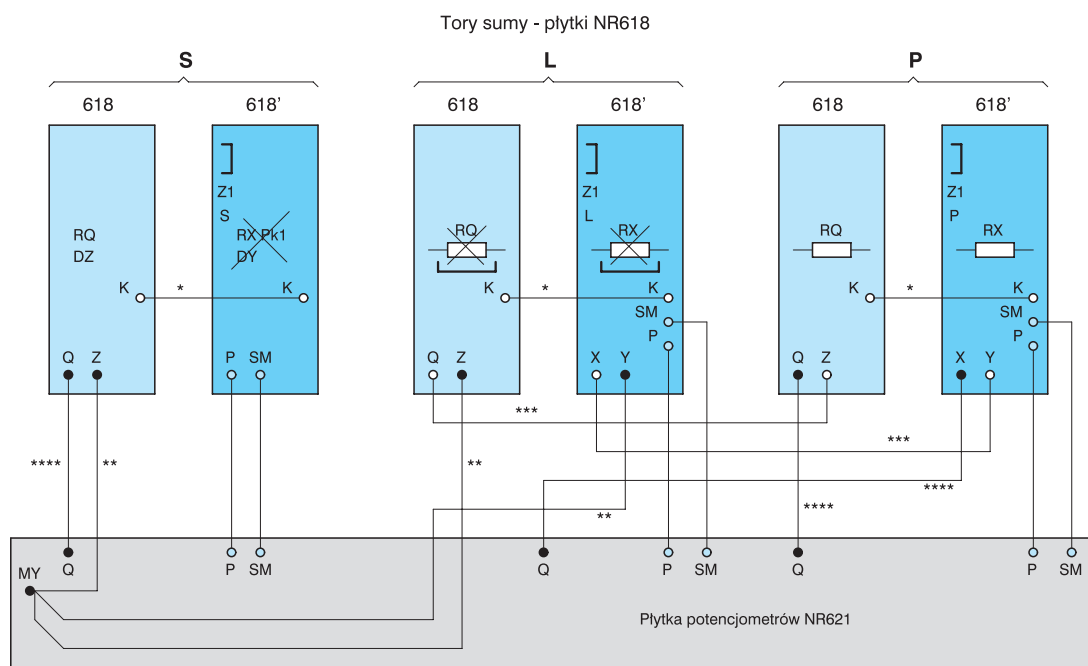 Tory sumy - płytki NR618
S L P
618 618’ 618 618’ 618 618’
Z1 Z1 Z1
S L P
RQ RX Pk1 RQ RX RQ RX
DZ DY
K * K K * K K * K
SM SM
P P
Q Z P SM Q Z X Y Q Z X Y
***
***
**** ** ** ****
** ****
Q P SM Q P SM Q P SM
MY
Płytka potencjometrów NR621